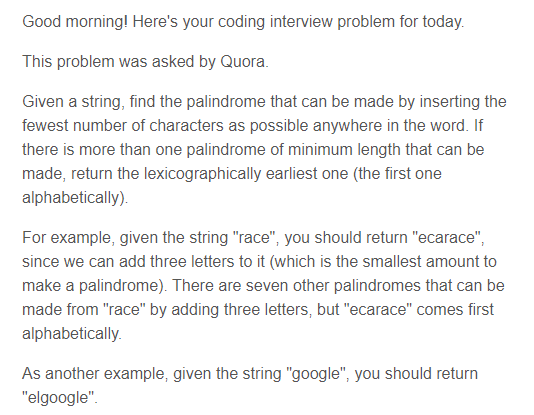 Good morning! Here's your coding interview problem for today.
This problem was asked by Quora.
Given a string, find the palindrome that can be made by inserting the
fewest number of characters as possible anywhere in the word. If
there is more than one palindrome of minimum length that can be
made, return the lexicographically earliest one (the first one
alphabetically).
For example, given the string "race", you should return "ecarace",
since we can add three letters to it (which is the smallest amount to
make a palindrome). There are seven other palindromes that can be
made from "race" by adding three letters, but "ecarace" comes first
alphabetically.
As another example, given the string "google", you should return
"elgoogle".